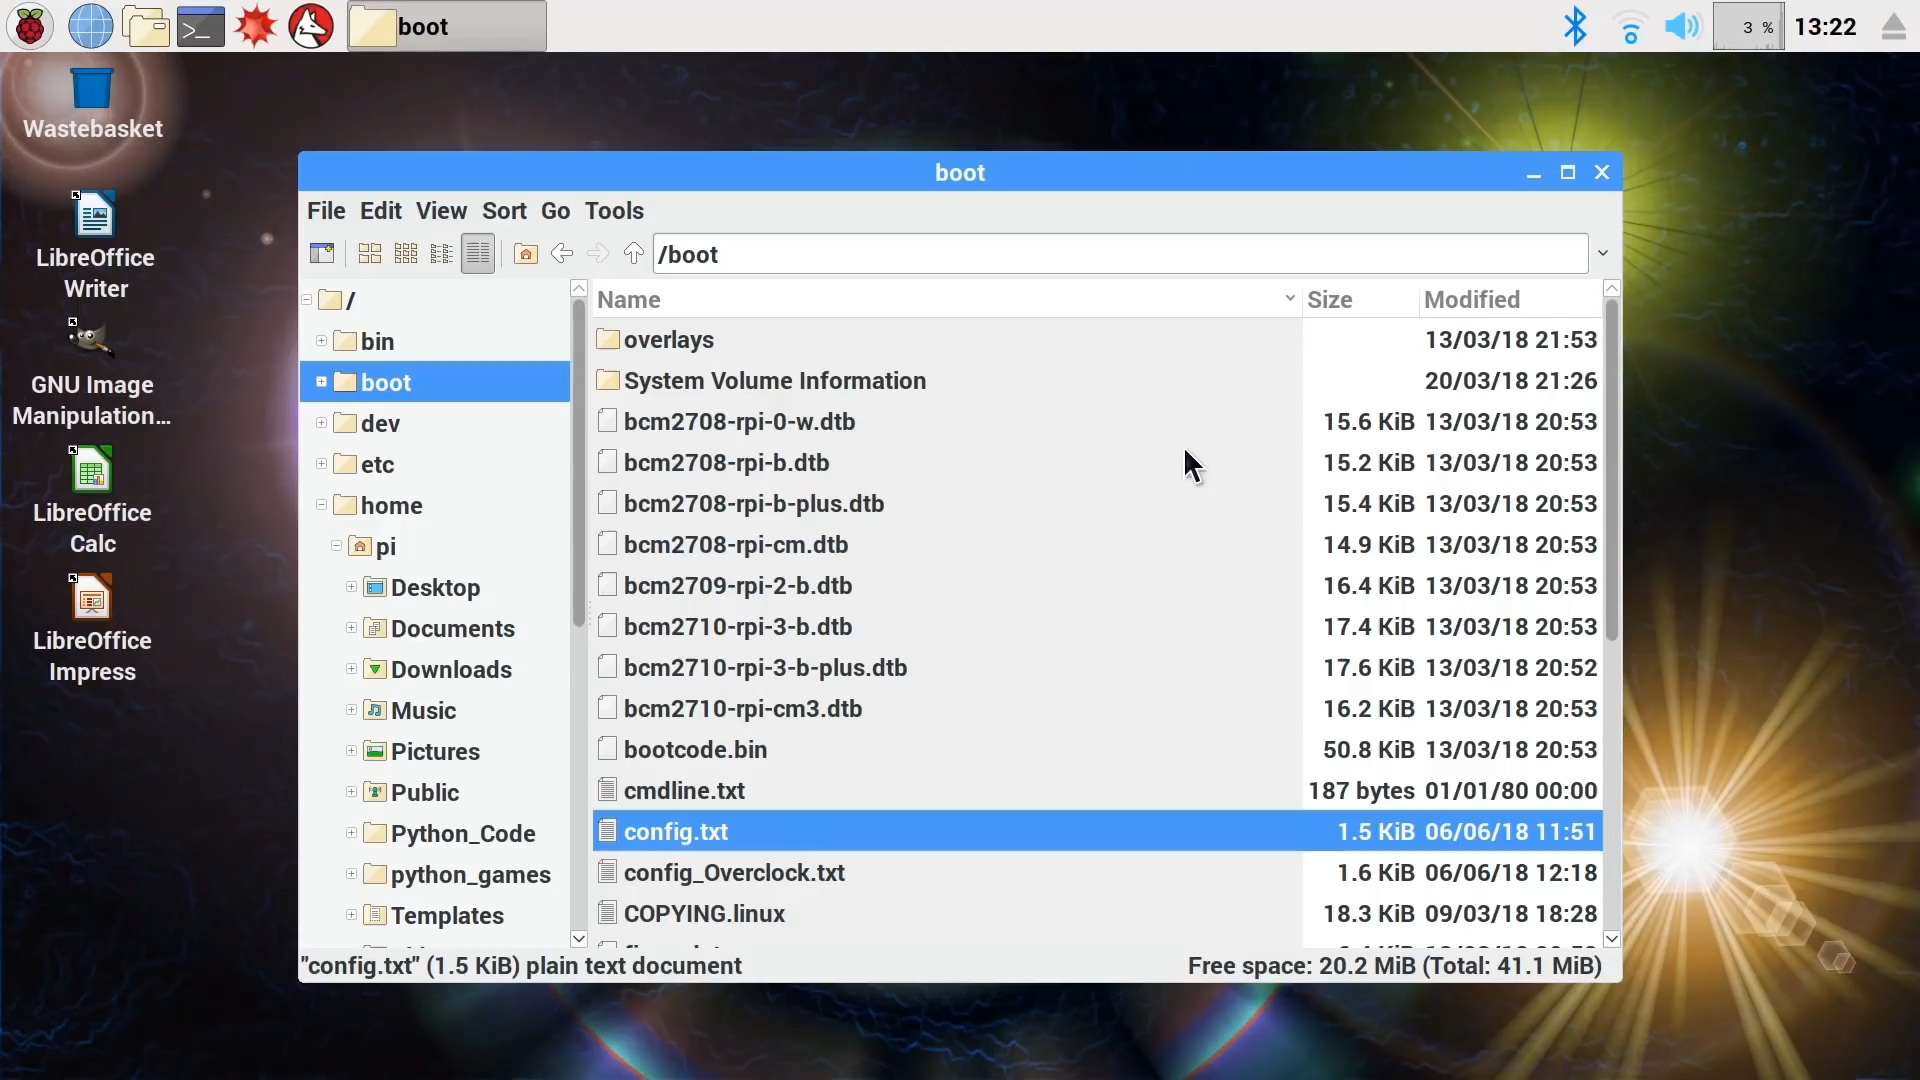 boot
3 %
13:22
Wastebasket
LibreOffice
Writer
GNU Image
Manipulation...
LibreOffice
Calc
LibreOffice
Impress
boot
File Edit View Sort Go Tools
/boot
/
bin
boot
dev
etc
home
pi
Desktop
Documents
Downloads
Music
Pictures
Public
Python_Code
python_games
Templates
Name Size Modified
overlays 13/03/18 21:53
System Volume Information 20/03/18 21:26
bcm2708-rpi-0-w.dtb 15.6 KiB 13/03/18 20:53
bcm2708-rpi-b.dtb 15.2 KiB 13/03/18 20:53
bcm2708-rpi-b-plus.dtb 15.4 KiB 13/03/18 20:53
bcm2708-rpi-cm.dtb 14.9 KiB 13/03/18 20:53
bcm2709-rpi-2-b.dtb 16.4 KiB 13/03/18 20:53
bcm2710-rpi-3-b.dtb 17.4 KiB 13/03/18 20:53
bcm2710-rpi-3-b-plus.dtb 17.6 KiB 13/03/18 20:52
bcm2710-rpi-cm3.dtb 16.2 KiB 13/03/18 20:53
bootcode.bin 50.8 KiB 13/03/18 20:53
cmdline.txt 187 bytes 01/01/80 00:00
config.txt 1.5 KiB 06/06/18 11:51
config_Overclock.txt 1.6 KiB 06/06/18 12:18
COPYING.linux 18.3 KiB 09/03/18 18:28
"config.txt" (1.5 KiB) plain text document
Free space: 20.2 MiB (Total: 41.1 MiB)